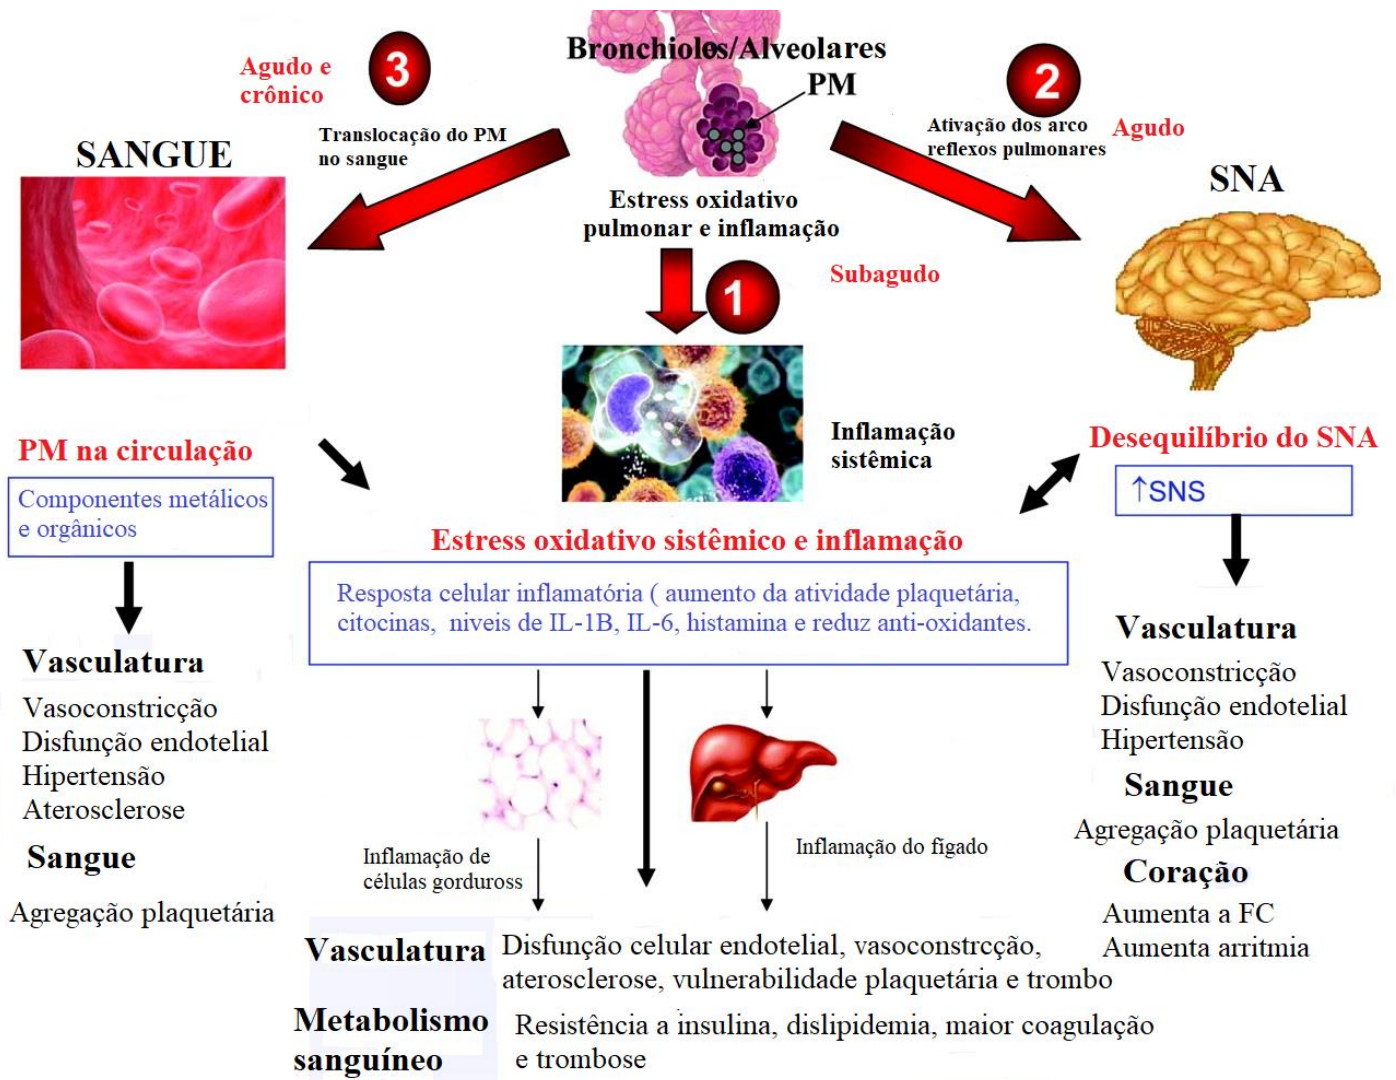 Bronchioles/Alveolares
PM
3
Agudo e
crônico
Translocação do PM
no sangue
SANGUE
2
Ativação dos arco
reflexos pulmonares
Agudo
SNA
Estress oxidativo
pulmonar e inflamação
1
Subagudo
Inflamação
sistêmica
PM na circulação
Componentes metálicos
e orgânicos
Vasculatura
Vasoconstricção
Disfunção endotelial
Hipertensão
Aterosclerose
Sangue
Agregação plaquetária
Estress oxidativo sistêmico e inflamação
Resposta celular inflamatória ( aumento da atividade plaquetária,
citocinas, niveis de IL-1B, IL-6, histamina e reduz anti-oxidantes.
Inflamação de
células gorduross
Inflamação do fígado
Vasculatura
Disfunção celular endotelial, vasoconstrcção,
aterosclerose, vulnerabilidade plaquetária e trombo
Metabolismo
sanguíneo
Resistência a insulina, dislipidemia, maior coagulação
e trombose
Desequilíbrio do SNA
↑SNS
Vasculatura
Vasoconstricção
Disfunção endotelial
Hipertensão
Sangue
Agregação plaquetária
Coração
Aumenta a FC
Aumenta arritmia